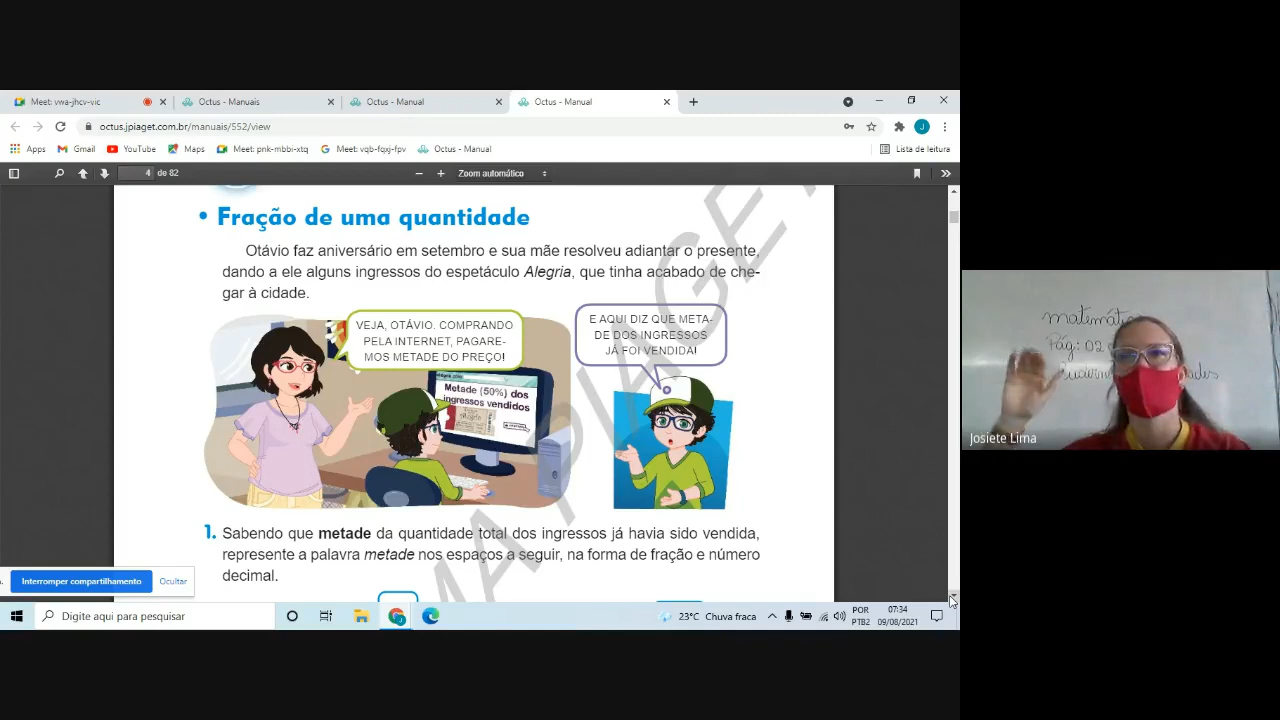 Meet: vwa-jhcv-vic
Octus - Manuais
Octus - Manual
Octus - Manual
octus.jpiaget.com.br/manuais/552/view
Apps
Gmail
YouTube
Maps
Meet: pnk-mbbi-xtq
Meet: vqb-fqxj-fpv
Octus - Manual
Lista de leitura
4 de 82
Zoom automático
• Fração de uma quantidade
Otávio faz aniversário em setembro e sua mãe resolveu adiantar o presente,
dando a ele alguns ingressos do espetáculo Alegria, que tinha acabado de che-
gar à cidade.
VEJA, OTÁVIO. COMPRANDO
PELA INTERNET, PAGARE-
MOS METADE DO PREÇO!
E AQUI DIZ QUE META-
DE DOS INGRESSOS
JÁ FOI VENDIDA!
Metade (50%) dos
ingressos vendidos
1. Sabendo que metade da quantidade total dos ingressos já havia sido vendida,
represente a palavra metade nos espaços a seguir, na forma de fração e número
decimal.
MA PIAGET
Interromper compartilhamento
Ocultar
Digite aqui para pesquisar
23°C Chuva fraca
POR
PTB2
07:34
09/08/2021
matemátic
Pág: 02
Josiete Lima